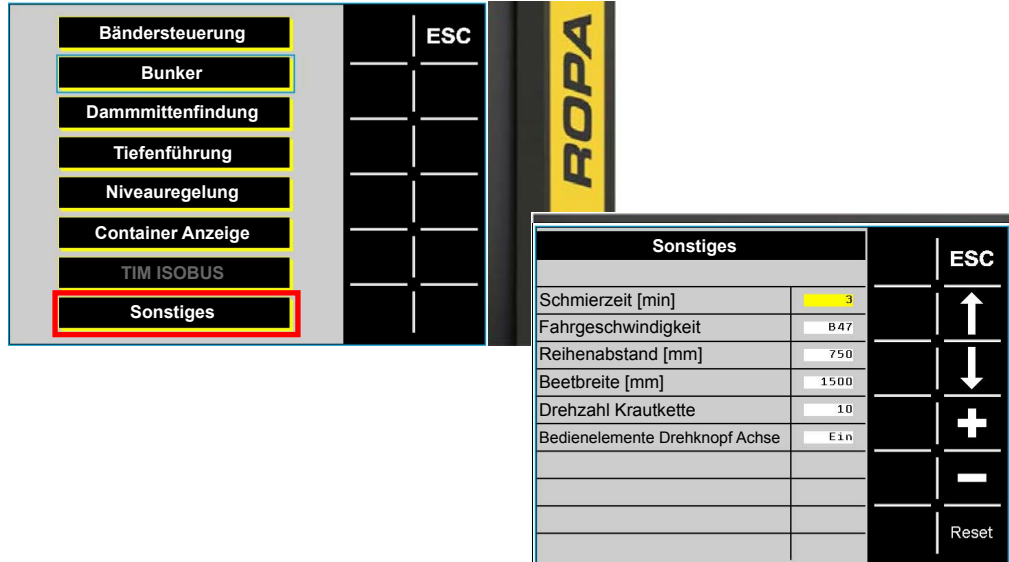 Bändersteuerung
ESC
Bunker
Dammmittenfindung
Tiefenführung
Niveauregelung
Container Anzeige
TIM ISOBUS
Sonstiges
ROPA
Sonstiges
ESC
Schmierzeit [min] 3
Fahrgeschwindigkeit B47
Reihenabstand [mm] 750
Beetbreite [mm] 1500
Drehzahl Krautkette 10
Bedienelemente Drehknopf Achse Ein
Reset